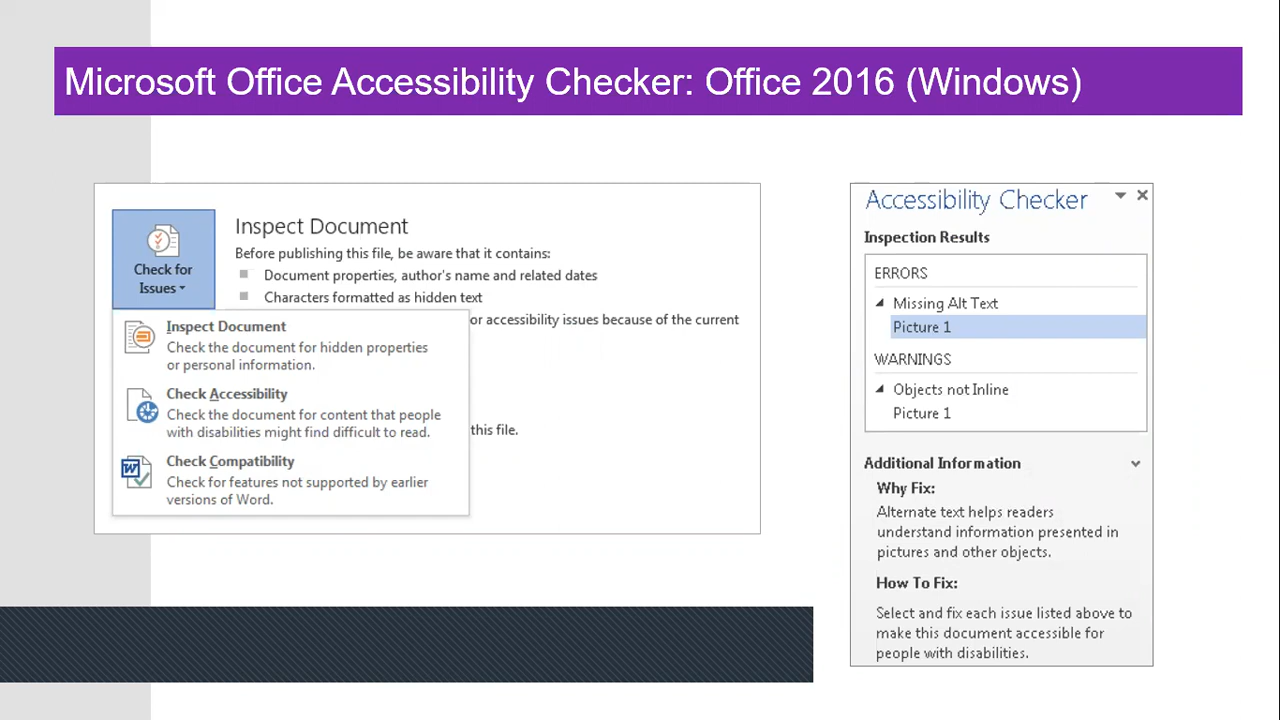 Microsoft Office Accessibility Checker: Office 2016 (Windows)
Check for
Issues
Inspect Document
Before publishing this file, be aware that it contains:
Document properties, author's name and related dates
Characters formatted as hidden text
or accessibility issues because of the current
this file.
Inspect Document
Check the document for hidden properties
or personal information.
Check Accessibility
Check the document for content that people
with disabilities might find difficult to read.
Check Compatibility
Check for features not supported by earlier
versions of Word.
Accessibility Checker
Inspection Results
ERRORS
Missing Alt Text
Picture 1
WARNINGS
Objects not Inline
Picture 1
Additional Information
Why Fix:
Alternate text helps readers
understand information presented in
pictures and other objects.
How To Fix:
Select and fix each issue listed above to
make this document accessible for
people with disabilities.